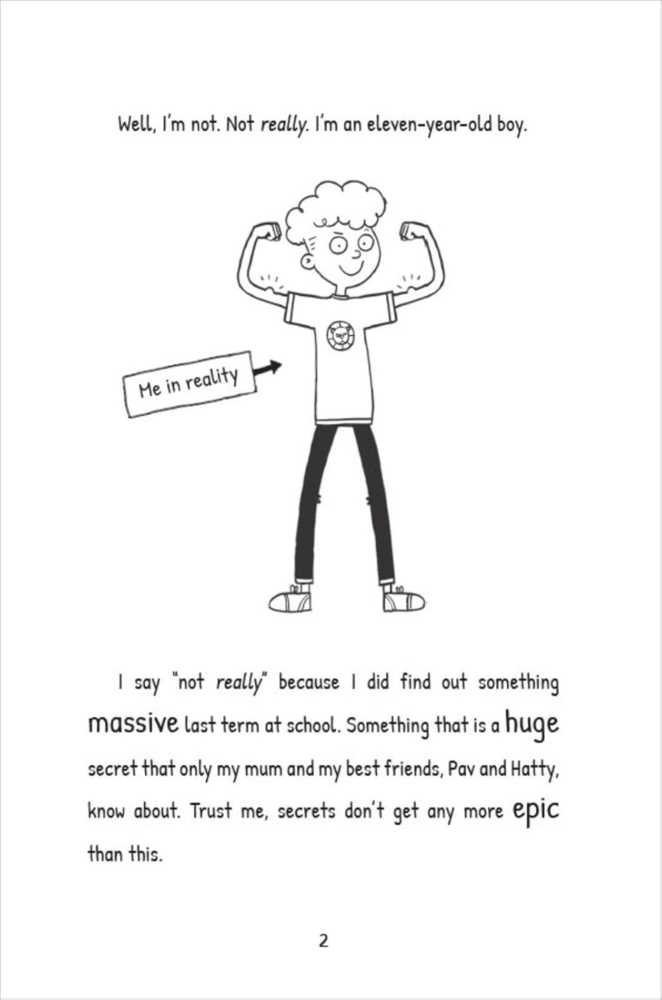 Well, I'm not. Not really. I'm an eleven-year-old boy.
Me in reality
I say "not really" because I did find out something
massive last term at school. Something that is a huge
secret that only my mum and my best friends, Pav and Hatty,
know about. Trust me, secrets don't get any more epic
than this.
2